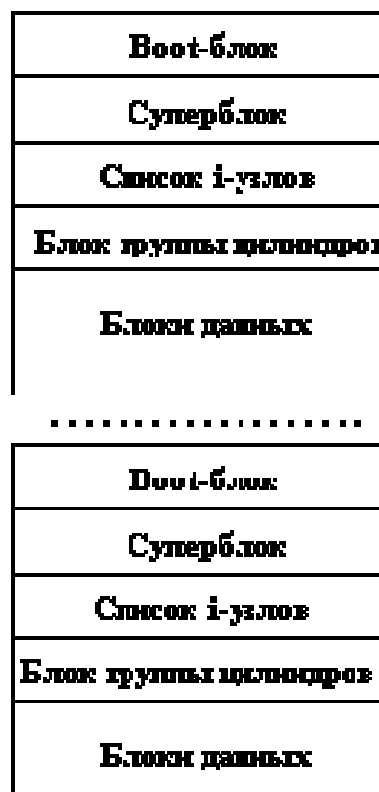 Boot-блок
Суперблок
Список i-узлов
Блок группы цилиндров
Блоки данных
Boot-блок
Суперблок
Список i-узлов
Блок группы цилиндров
Блоки данных